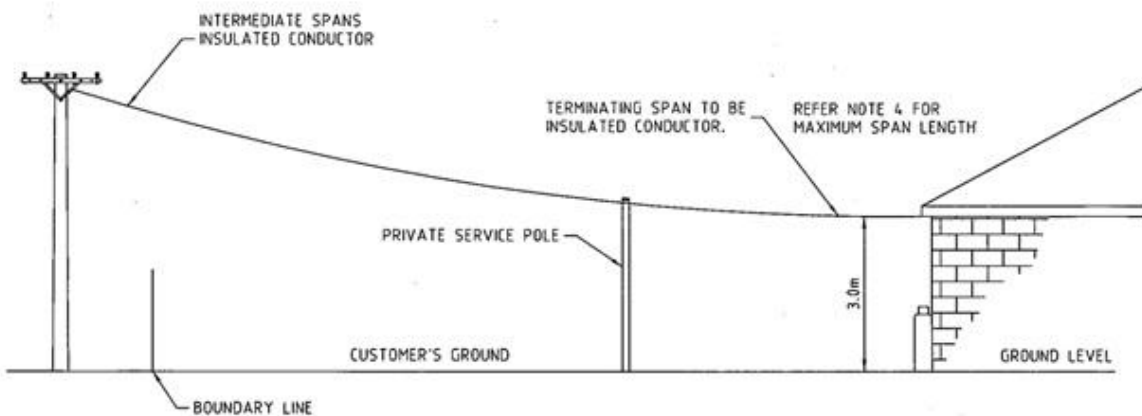 INTERMEDIATE SPANS
INSULATED CONDUCTOR
TERMINATING SPAN TO BE
INSULATED CONDUCTOR.
REFER NOTE 4 FOR
MAXIMUM SPAN LENGTH
PRIVATE SERVICE POLE
3.0m
CUSTOMER'S GROUND
GROUND LEVEL
BOUNDARY LINE